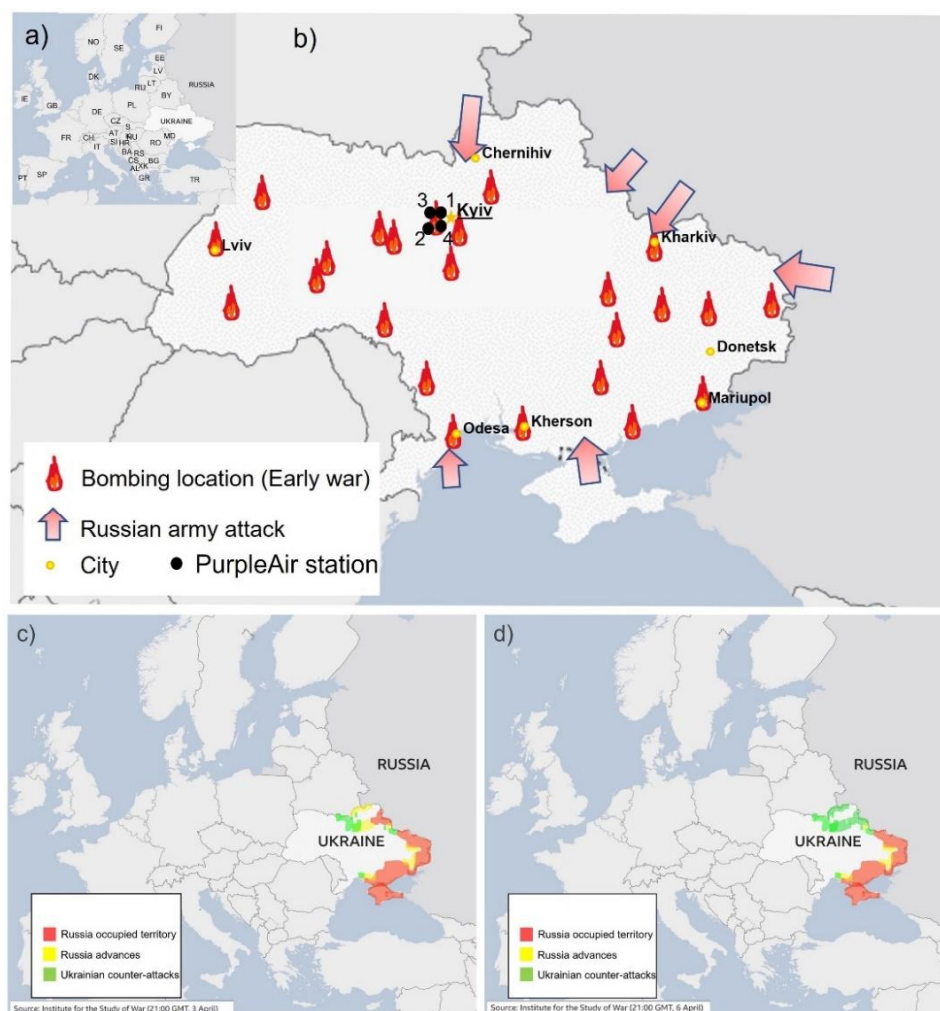 a)
NO
FI
SE
EE
LV
DK
LT
RU
RUSSIA
IE
GB
BY
PL
DE
UKRAINE
CZ
FR
CH
AT
MD
SI
HR
RO
IT
BA
RS
CS
XK
BG
AL
PT
SP
GR
TR
b)
Chernihiv
3
1
Kyiv
2
4
Lviv
Kharkiv
Donetsk
Mariupol
Kherson
Odesa
Bombing location (Early war)
Russian army attack
City
PurpleAir station
c)
RUSSIA
UKRAINE
Russia occupied territory
Russia advances
Ukrainian counter-attacks
Source: Institute for the Study of War (21:00 GMT, 3 April)
d)
RUSSIA
UKRAINE
Russia occupied territory
Russia advances
Ukrainian counter-attacks
Source: Institute for the Study of War (21:00 GMT, 6 April)